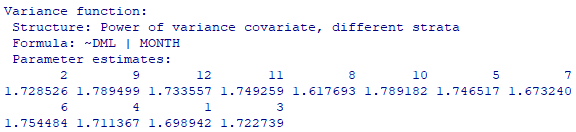 Variance function:
 Structure: Power of variance covariate, different strata
 Formula: ~DML | MONTH
 Parameter estimates:
       2        9       12       11        8       10        5        7
1.728526 1.789499 1.733557 1.749259 1.617693 1.789182 1.746517 1.673240
       6        4        1        3
1.754484 1.711367 1.698942 1.722739